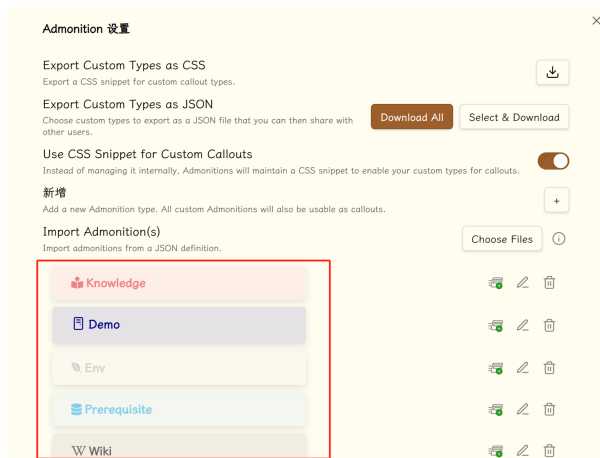 Admonition 设置
Export Custom Types as CSS
Export a CSS snippet for custom callout types.
Export Custom Types as JSON
Choose custom types to export as a JSON file that you can then share with
other users.
Download All
Select & Download
Use CSS Snippet for Custom Callouts
Instead of managing it internally, Admonitions will maintain a CSS snippet to enable your custom types for callouts.
新增
Add a new Admonition type. All custom Admonitions will also be usable as callouts.
Import Admonition(s)
Import admonitions from a JSON definition.
Choose Files
Knowledge
Demo
Env
Prerequisite
W Wiki